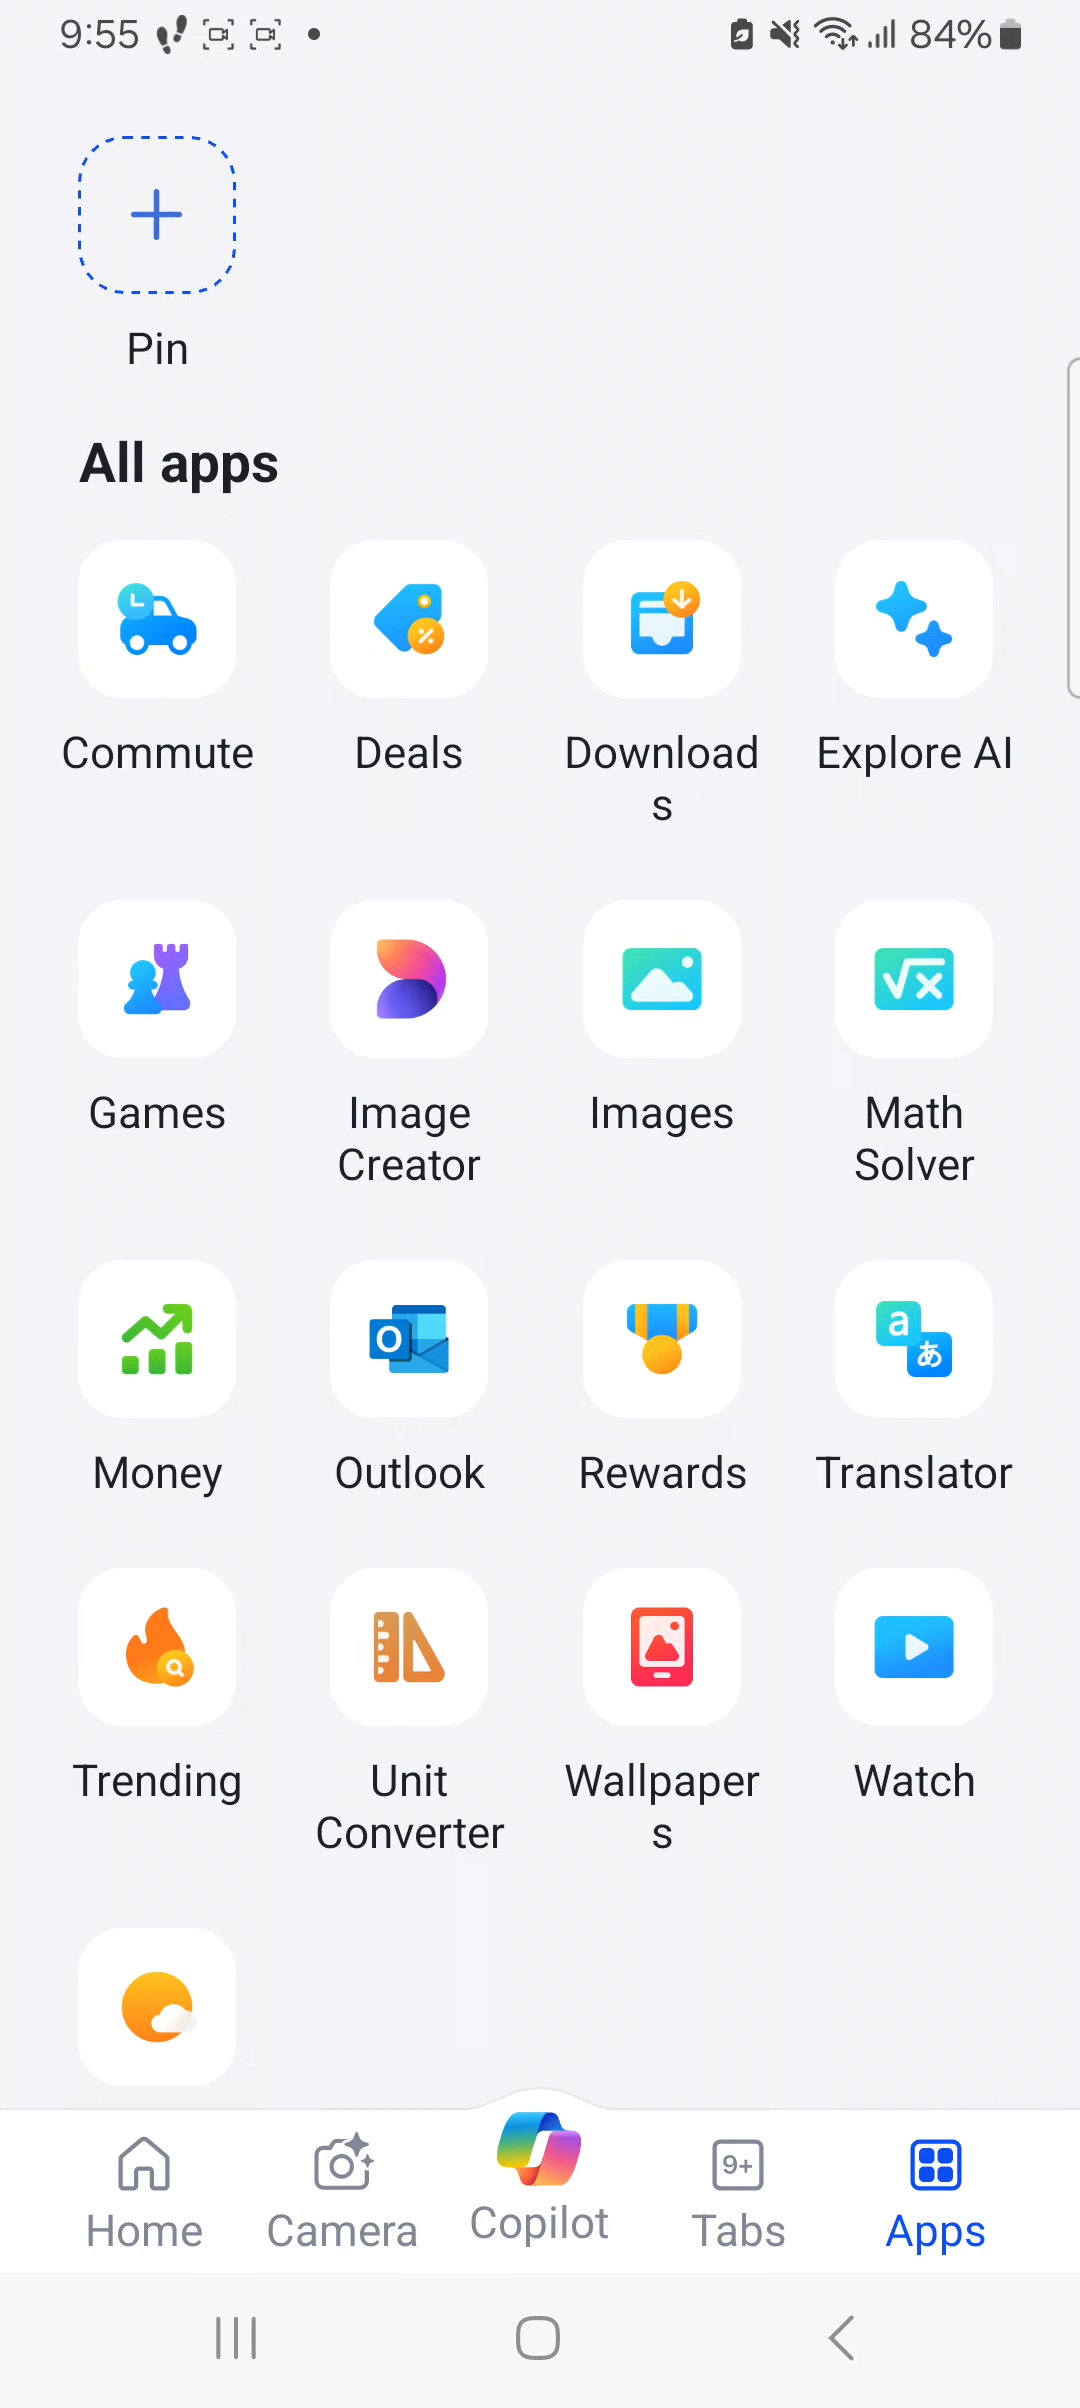 9:55
84%
Pin
All apps
Commute
Deals
Download
s
Explore AI
Games
Image
Creator
Images
Math
Solver
Money
Outlook
Rewards
Translator
Trending
Unit
Converter
Wallpaper
s
Watch
9+
Home
Camera
Copilot
Tabs
Apps